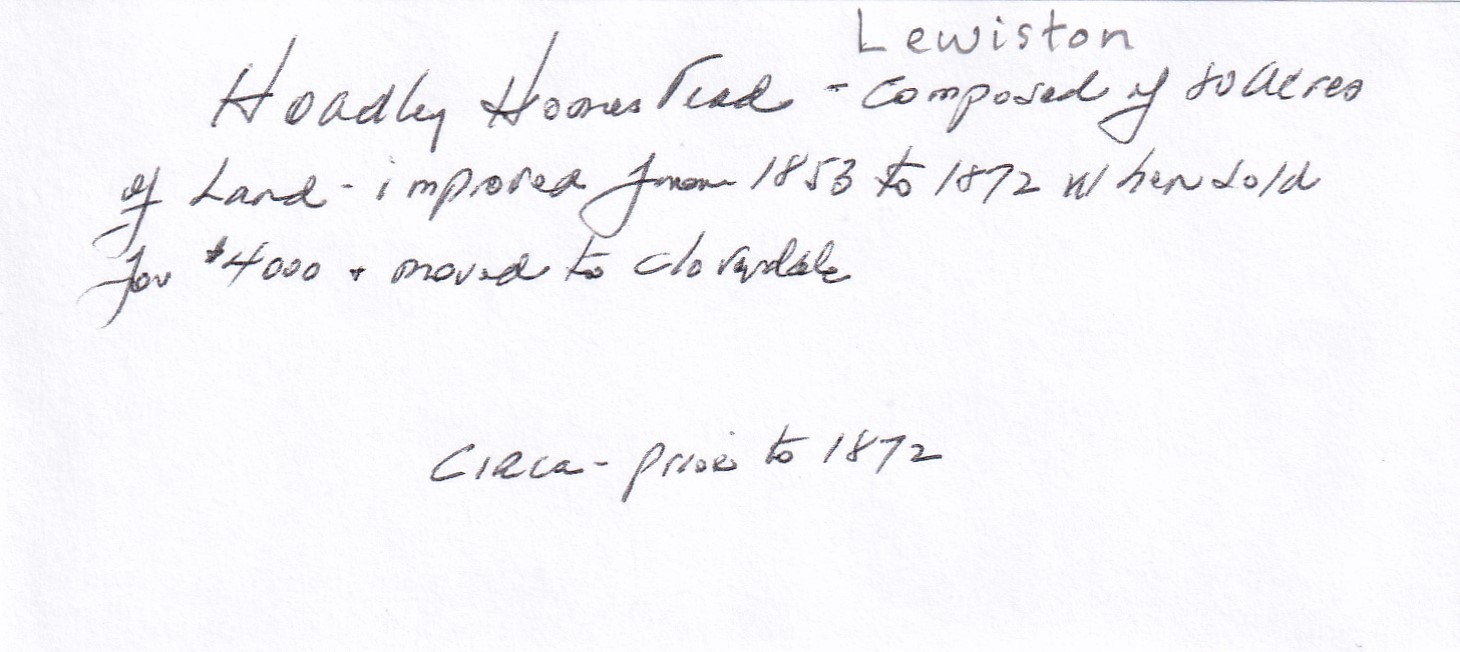 Lewiston
Hoadley Homestead - Composed of 80 Acres
of Land - improved from 1853 to 1872 when sold
for $4000 + moved to Cloverdale
Circa - prior to 1872